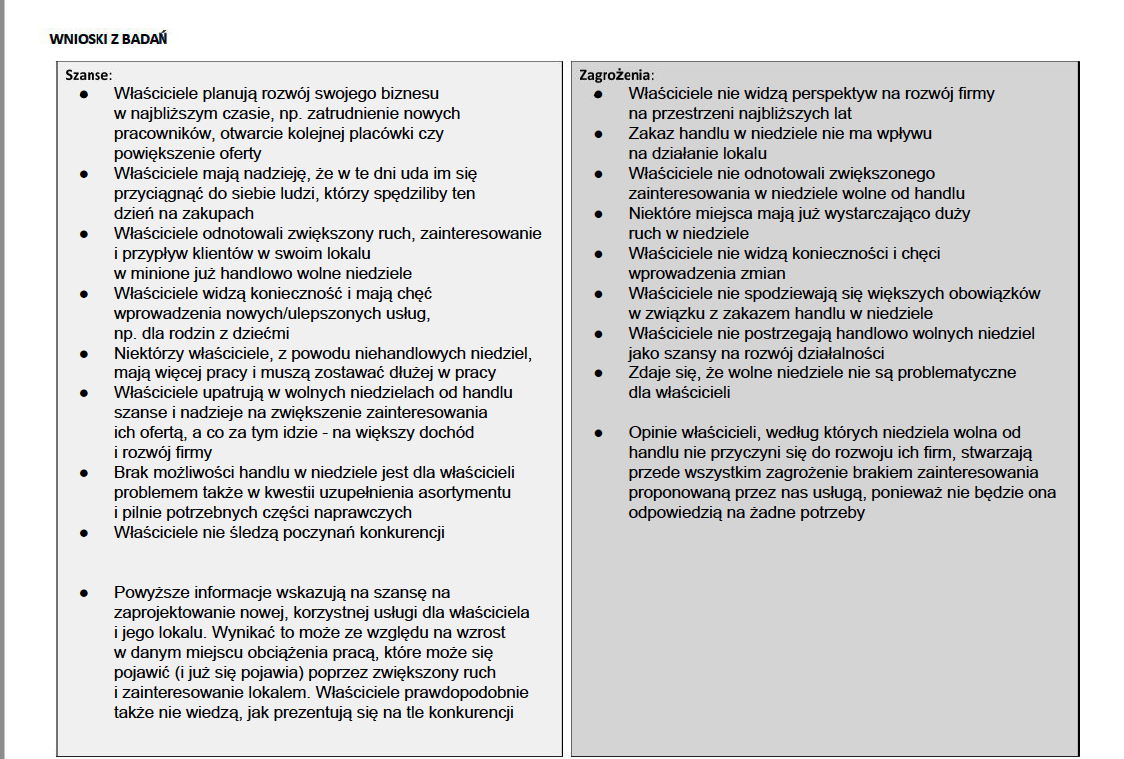 WNIOSKI Z BADAŃ
Szanse:
● Właściciele planują rozwój swojego biznesu
w najbliższym czasie, np. zatrudnienie nowych
pracowników, otwarcie kolejnej placówki czy
powiększenie oferty
● Właściciele mają nadzieję, że w te dni uda im się
przyciągnąć do siebie ludzi, którzy spędziliby ten
dzień na zakupach
● Właściciele odnotowali zwiększony ruch, zainteresowanie
i przypływ klientów w swoim lokalu
w minione już handlowo wolne niedziele
● Właściciele widzą konieczność i mają chęć
wprowadzenia nowych/ulepszonych usług,
np. dla rodzin z dziećmi
● Niektórzy właściciele, z powodu niehandlowych niedziel,
mają więcej pracy i muszą zostawać dłużej w pracy
● Właściciele upatrują w wolnych niedzielach od handlu
szanse i nadzieje na zwiększenie zainteresowania
ich ofertą, a co za tym idzie - na większy dochód
i rozwój firmy
● Brak możliwości handlu w niedziele jest dla właścicieli
problemem także w kwestii uzupełnienia asortymentu
i pilnie potrzebnych części naprawczych
● Właściciele nie śledzą poczynań konkurencji
● Powyższe informacje wskazują na szansę na
zaprojektowanie nowej, korzystnej usługi dla właściciela
i jego lokalu. Wynikać to może ze względu na wzrost
w danym miejscu obciążenia pracą, które może się
pojawić (i już się pojawia) poprzez zwiększony ruch
i zainteresowanie lokalem. Właściciele prawdopodobnie
także nie wiedzą, jak prezentują się na tle konkurencji
Zagrożenia:
● Właściciele nie widzą perspektyw na rozwój firmy
na przestrzeni najbliższych lat
● Zakaz handlu w niedziele nie ma wpływu
na działanie lokalu
● Właściciele nie odnotowali zwiększonego
zainteresowania w niedziele wolne od handlu
● Niektóre miejsca mają już wystarczająco duży
ruch w niedziele
● Właściciele nie widzą konieczności i chęci
wprowadzenia zmian
● Właściciele nie spodziewają się większych obowiązków
w związku z zakazem handlu w niedziele
● Właściciele nie postrzegają handlowo wolnych niedziel
jako szansy na rozwój działalności
● Zdaje się, że wolne niedziele nie są problematyczne
dla właścicieli
● Opinie właścicieli, według których niedziela wolna od
handlu nie przyczyni się do rozwoju ich firm, stwarzają
przede wszystkim zagrożenie brakiem zainteresowania
proponowaną przez nas usługą, ponieważ nie będzie ona
odpowiedzią na żadne potrzeby